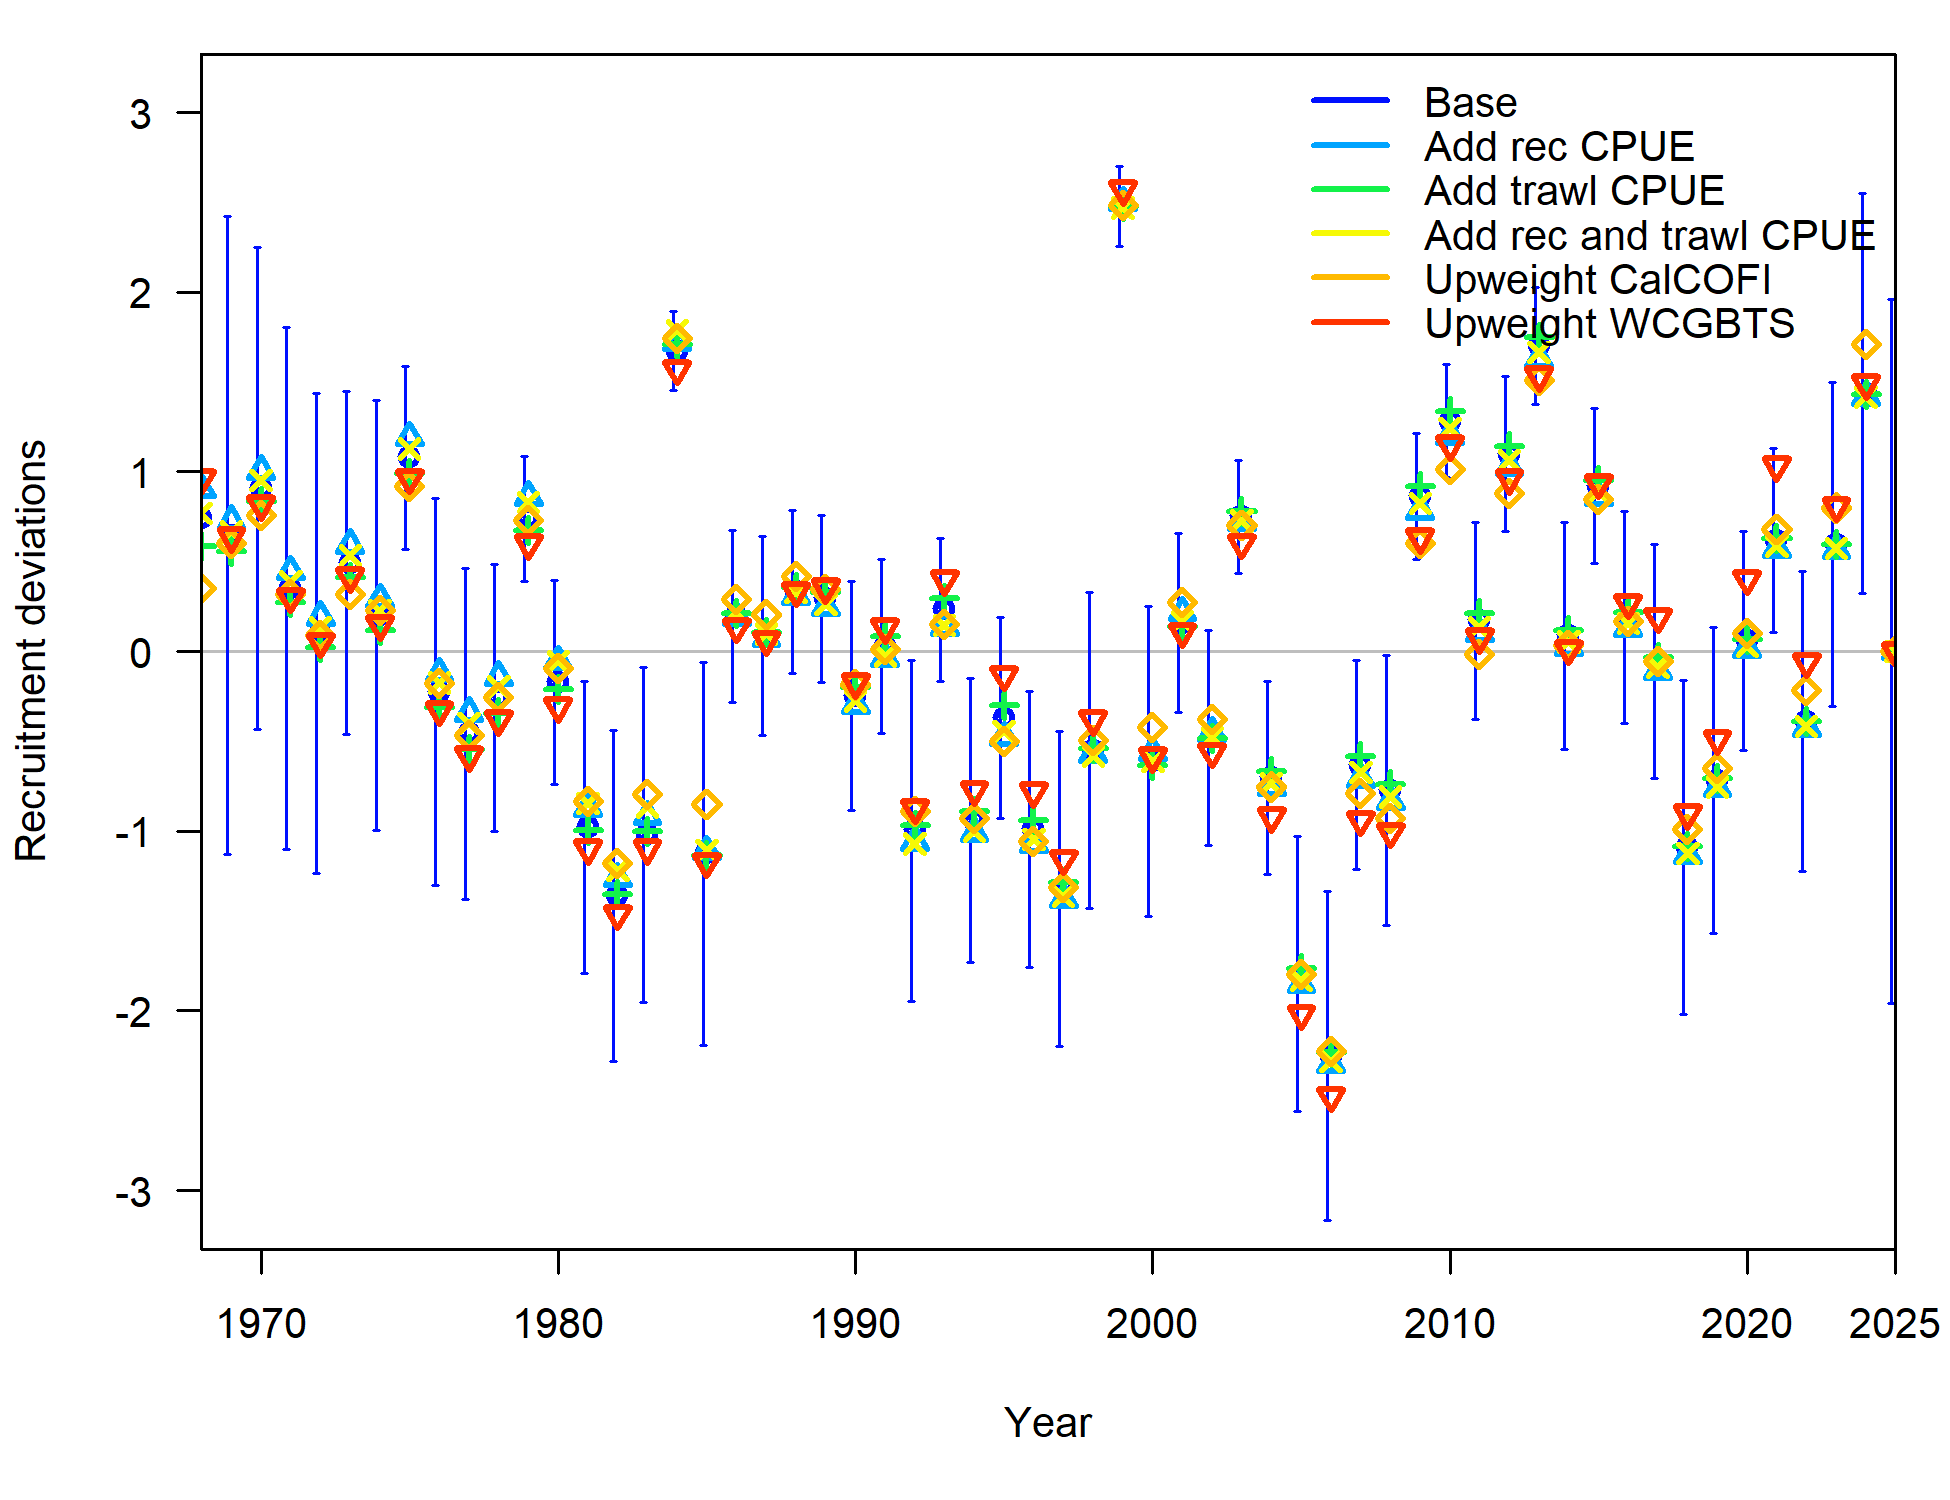 3
2
1
0
-1
-2
-3
Recruitment deviations
Base
Add rec CPUE
Add trawl CPUE
Add rec and trawl CPUE
Upweight CalCOFI
Upweight WCGBTS
1970 1980 1990 2000 2010 2020 2025
Year